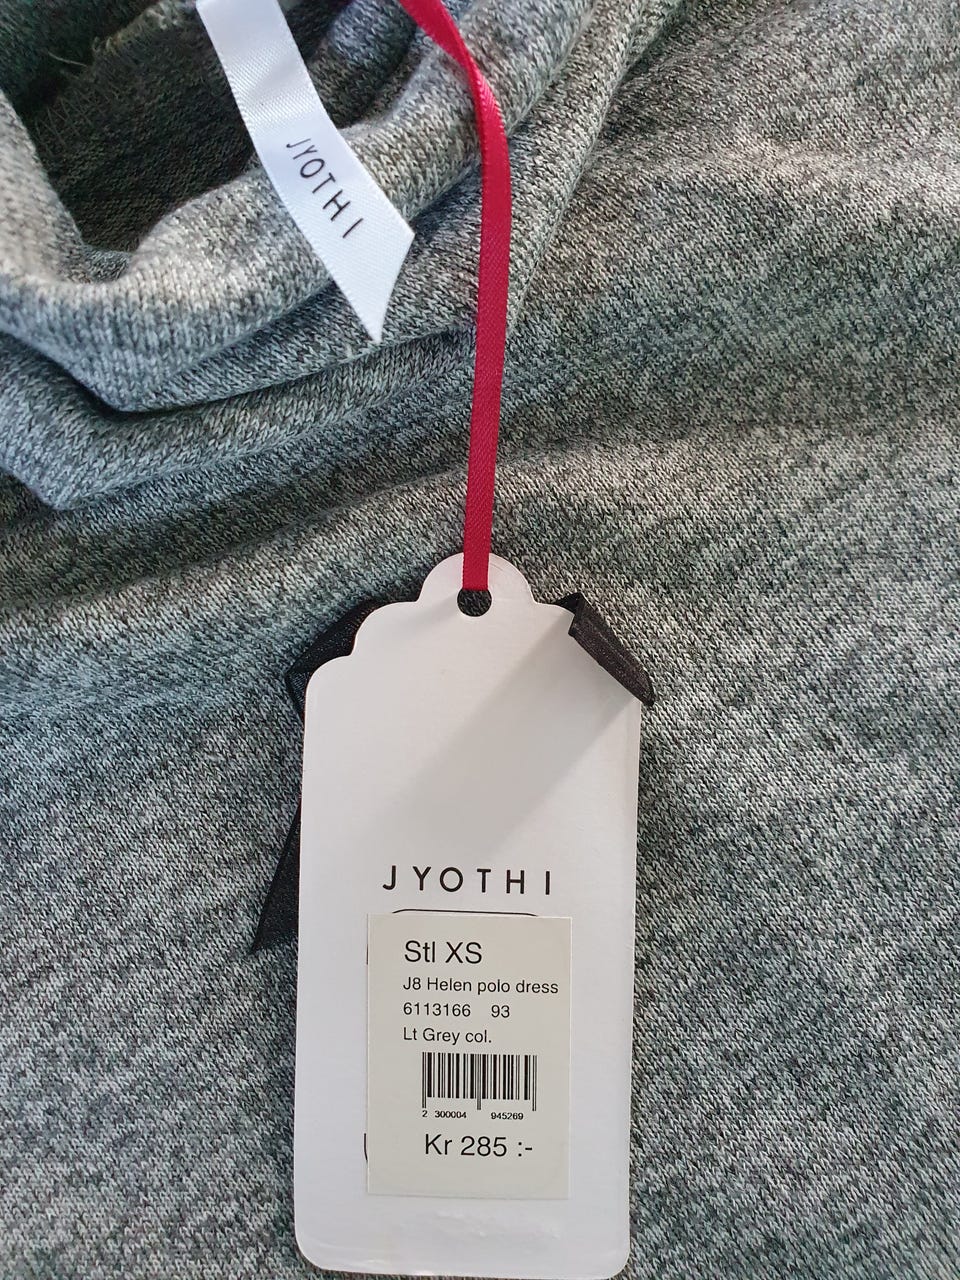 JYOTHI
JYOTHI
Stl XS
J8 Helen polo dress
6113166 93
Lt Grey col.
2 300004 945269
Kr 285 :-